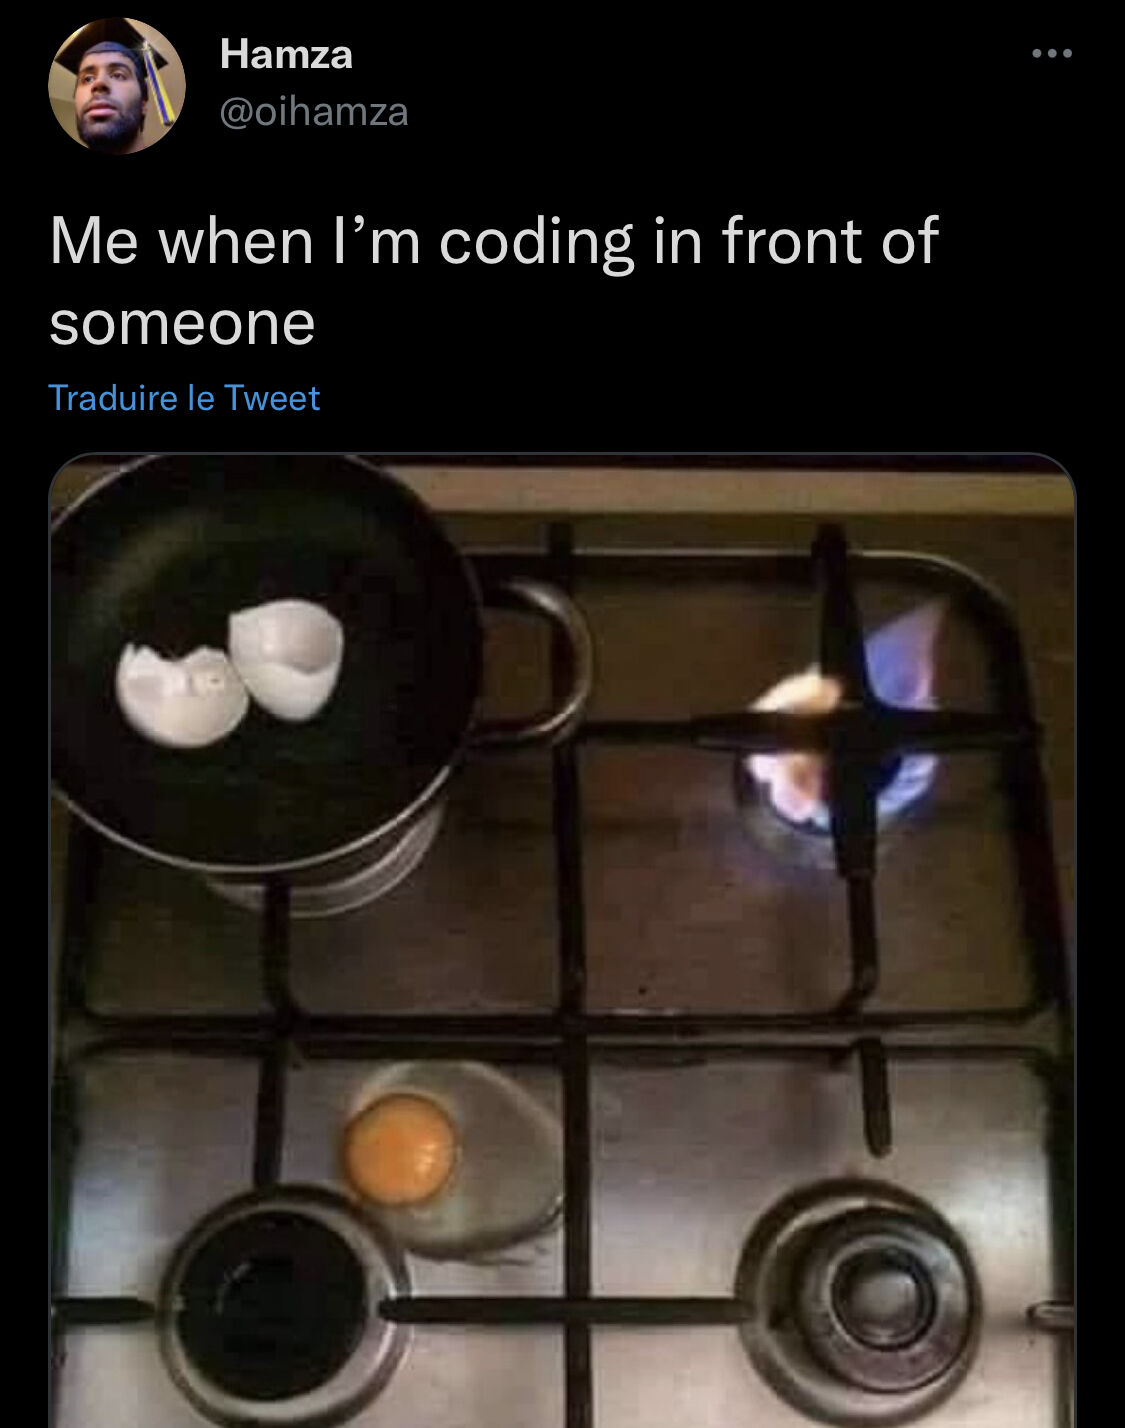 Hamza
@oihamza
Me when I’m coding in front of
someone
Traduire le Tweet